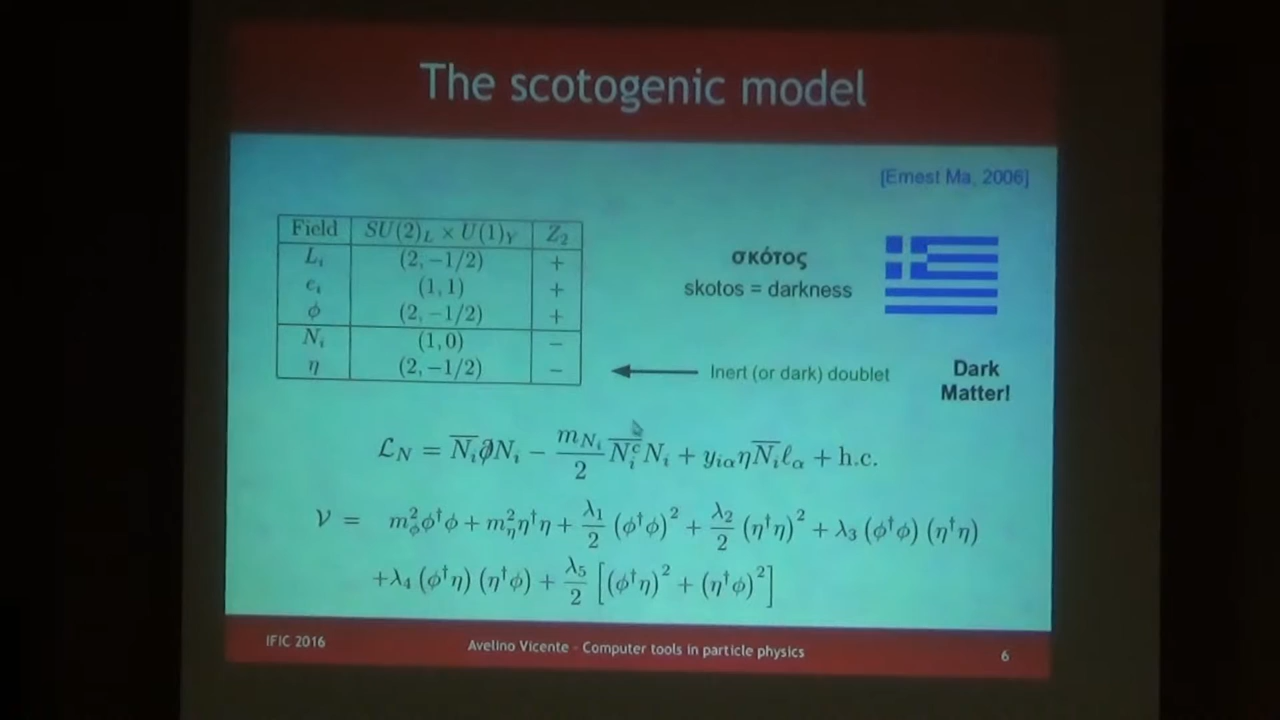 The scotogenic model
[Ernest Ma, 2006]
Field SU(2)_L × U(1)_Y Z_2
L_i (2, −1/2) +
e_i (1, 1) +
φ (2, −1/2) +
N_i (1, 0) −
η (2, −1/2) −
σκότος
skotos = darkness
Inert (or dark) doublet
Dark
Matter!
ℒ_N = \overline{N_i} ∂̸ N_i − \frac{m_{N_i}}{2} \overline{N_i^c} N_i + y_{iα} η \overline{N_i} ℓ_α + h.c.
𝒱 = m_φ^2 φ^† φ + m_η^2 η^† η + \frac{λ_1}{2} (φ^† φ)^2 + \frac{λ_2}{2} (η^† η)^2 + λ_3 (φ^† φ) (η^† η)
+λ_4 (φ^† η) (η^† φ) + \frac{λ_5}{2} [(φ^† η)^2 + (η^† φ)^2]
IFIC 2016
Avelino Vicente - Computer tools in particle physics
6